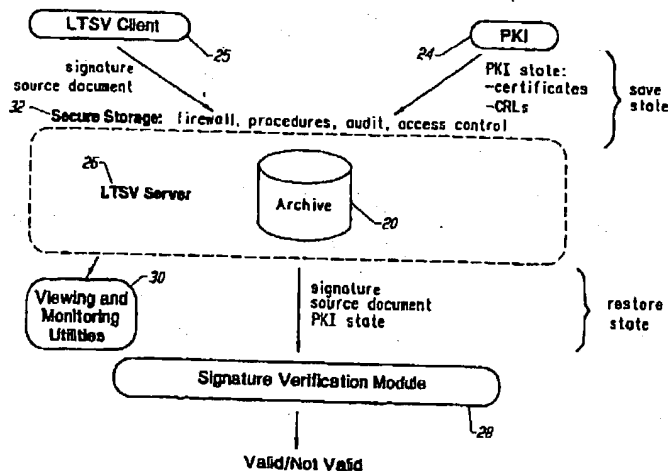 LTSV Client
25
24
PKI
signature
source document
PKI state:
-certificates
-CRLs
save
state
32
Secure Storage: firewall, procedures, audit, access control
26
LTSV Server
Archive
20
30
Viewing and
Monitoring
Utilities
signature
source document
PKI state
restore
state
Signature Verification Module
28
Valid/Not Valid